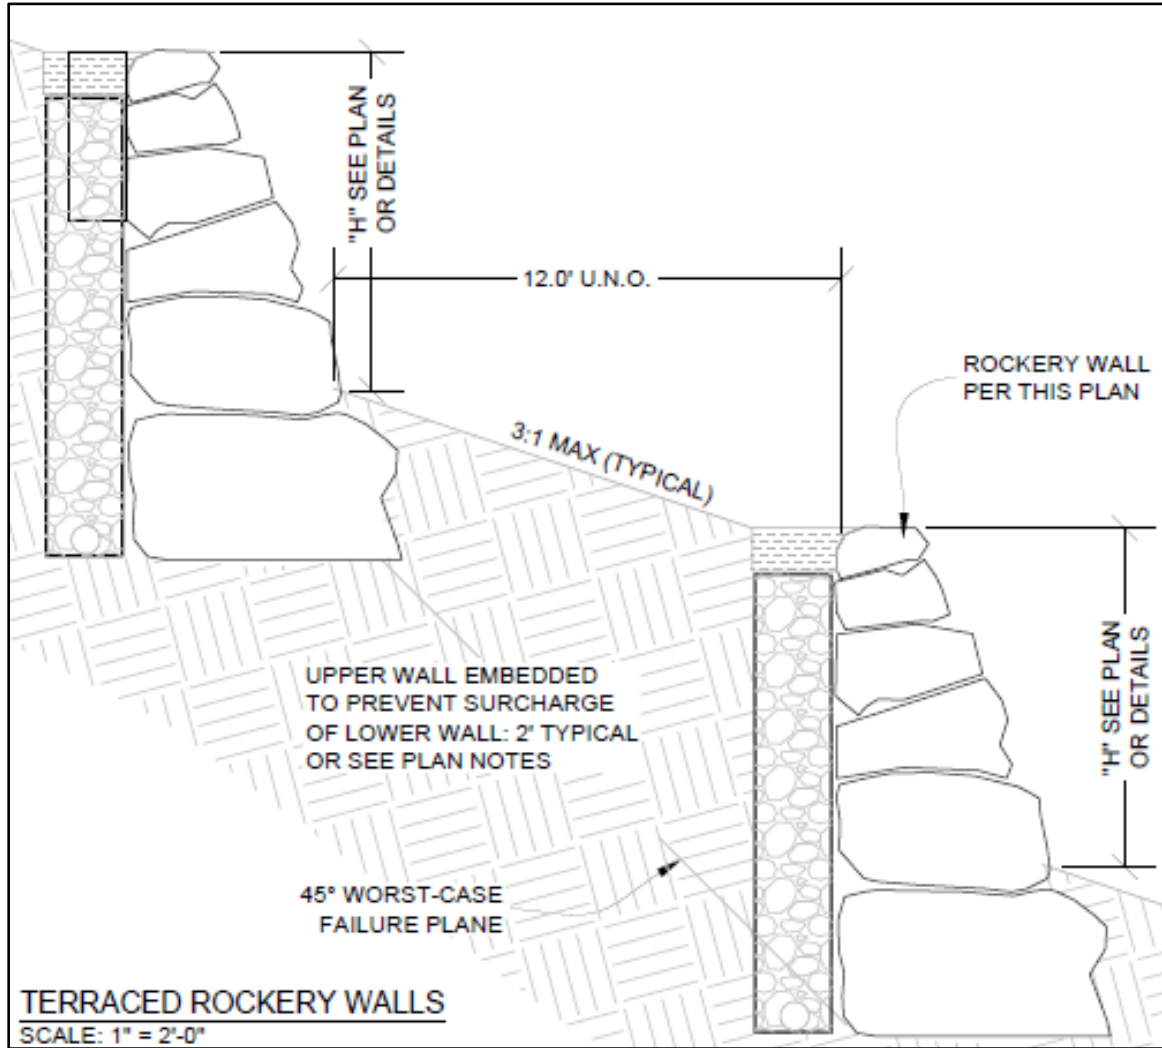 "H" SEE PLAN
OR DETAILS
12.0' U.N.O.
ROCKERY WALL
PER THIS PLAN
3:1 MAX (TYPICAL)
UPPER WALL EMBEDDED
TO PREVENT SURCHARGE
OF LOWER WALL: 2' TYPICAL
OR SEE PLAN NOTES
"H" SEE PLAN
OR DETAILS
45° WORST-CASE
FAILURE PLANE
TERRACED ROCKERY WALLS
SCALE: 1" = 2'-0"